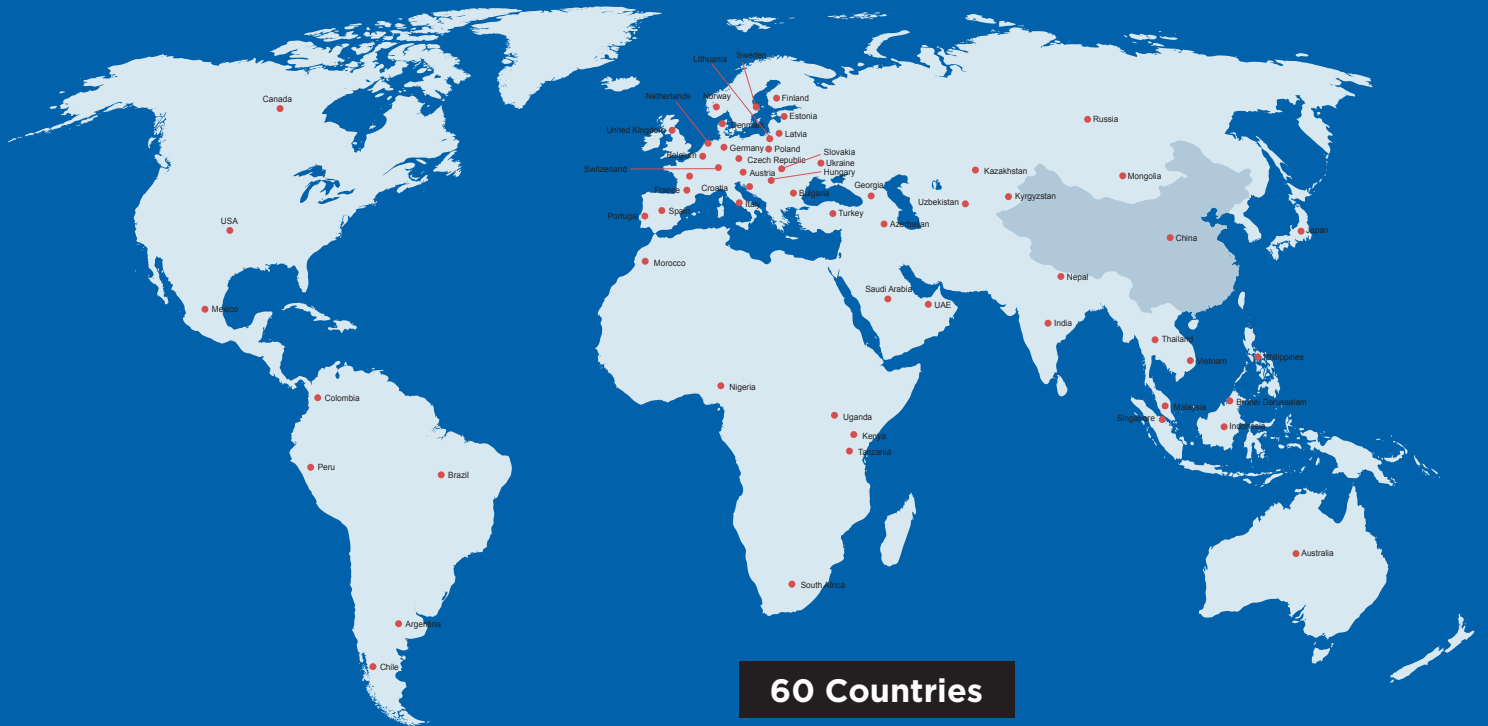 Sweden
Lithuania
Canada
Netherlands
Norway
Finland
Estonia
Russia
United Kingdom
Denmark
Latvia
Germany
Poland
Belgium
Czech Republic
Slovakia
Ukraine
Switzerland
Austria
Hungary
Kazakhstan
Mongolia
France
Croatia
Bulgaria
Georgia
Kyrgyzstan
Italy
Uzbekistan
Portugal
Spain
Turkey
USA
Azerbaijan
Japan
China
Morocco
Nepal
Saudi Arabia
UAE
Mexico
India
Thailand
Vietnam
Philippines
Nigeria
Colombia
Brunei Darussalam
Malaysia
Singapore
Uganda
Indonesia
Kenya
Tanzania
Peru
Brazil
Australia
South Africa
Argentina
Chile
60 Countries